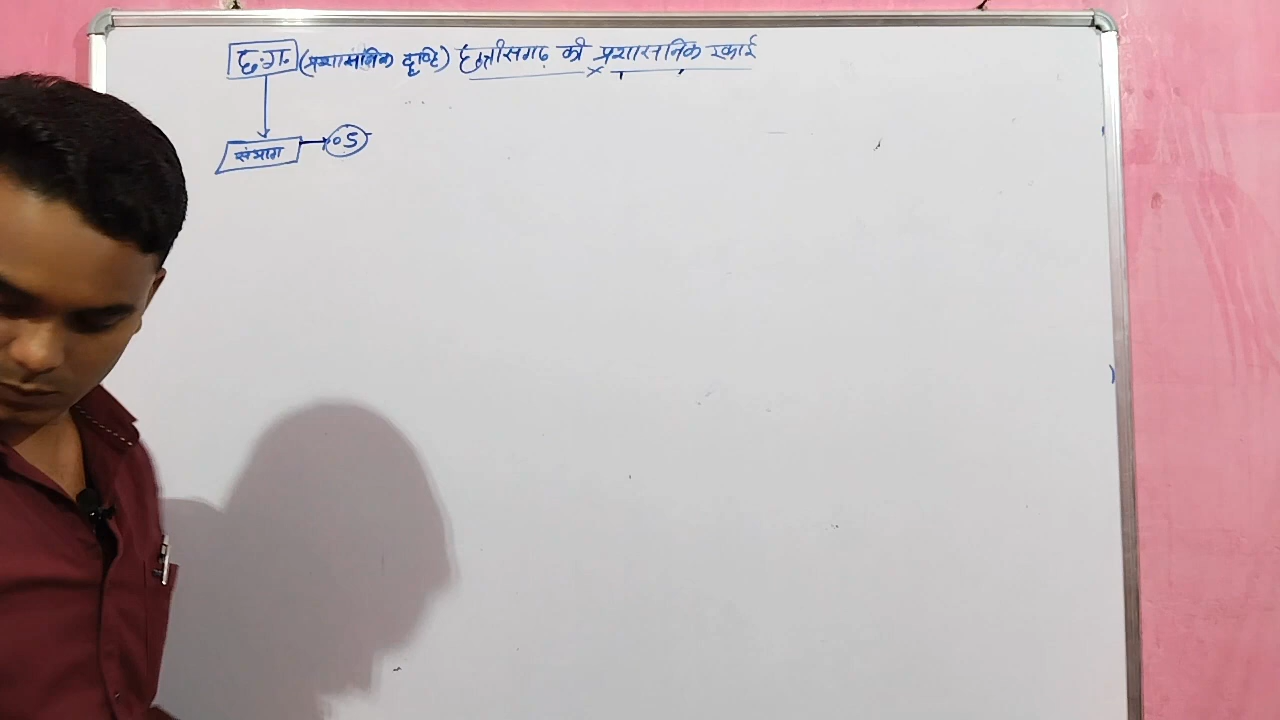 छ.ग. (प्रशासनिक दृष्टि) छत्तीसगढ़ की प्रशासनिक इकाई
संभाग → 05